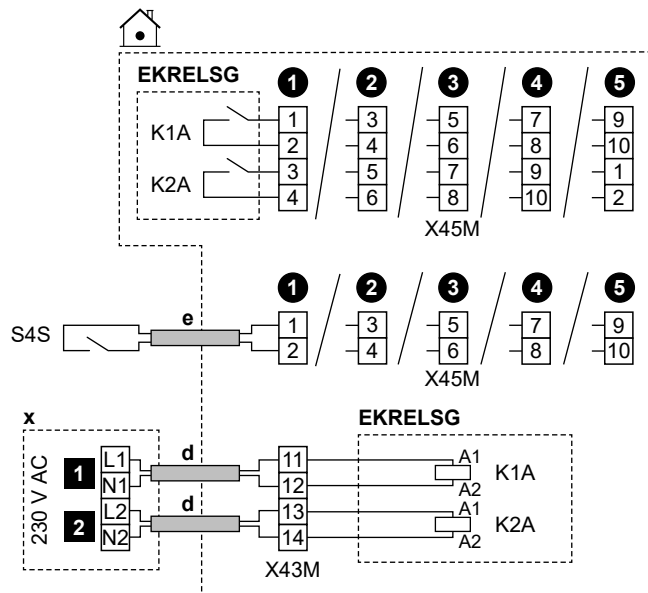 EKRELSG 1 2 3 4 5
K1A 1 3 5 7 9
2 4 6 8 10
K2A 3 5 7 9 1
4 6 8 10 2
X45M
1 2 3 4 5
S4S e 1 3 5 7 9
2 4 6 8 10
X45M
x EKRELSG
230 V AC
1 L1 d 11 A1 K1A
N1 12 A2
2 L2 d 13 A1 K2A
N2 14 A2
X43M